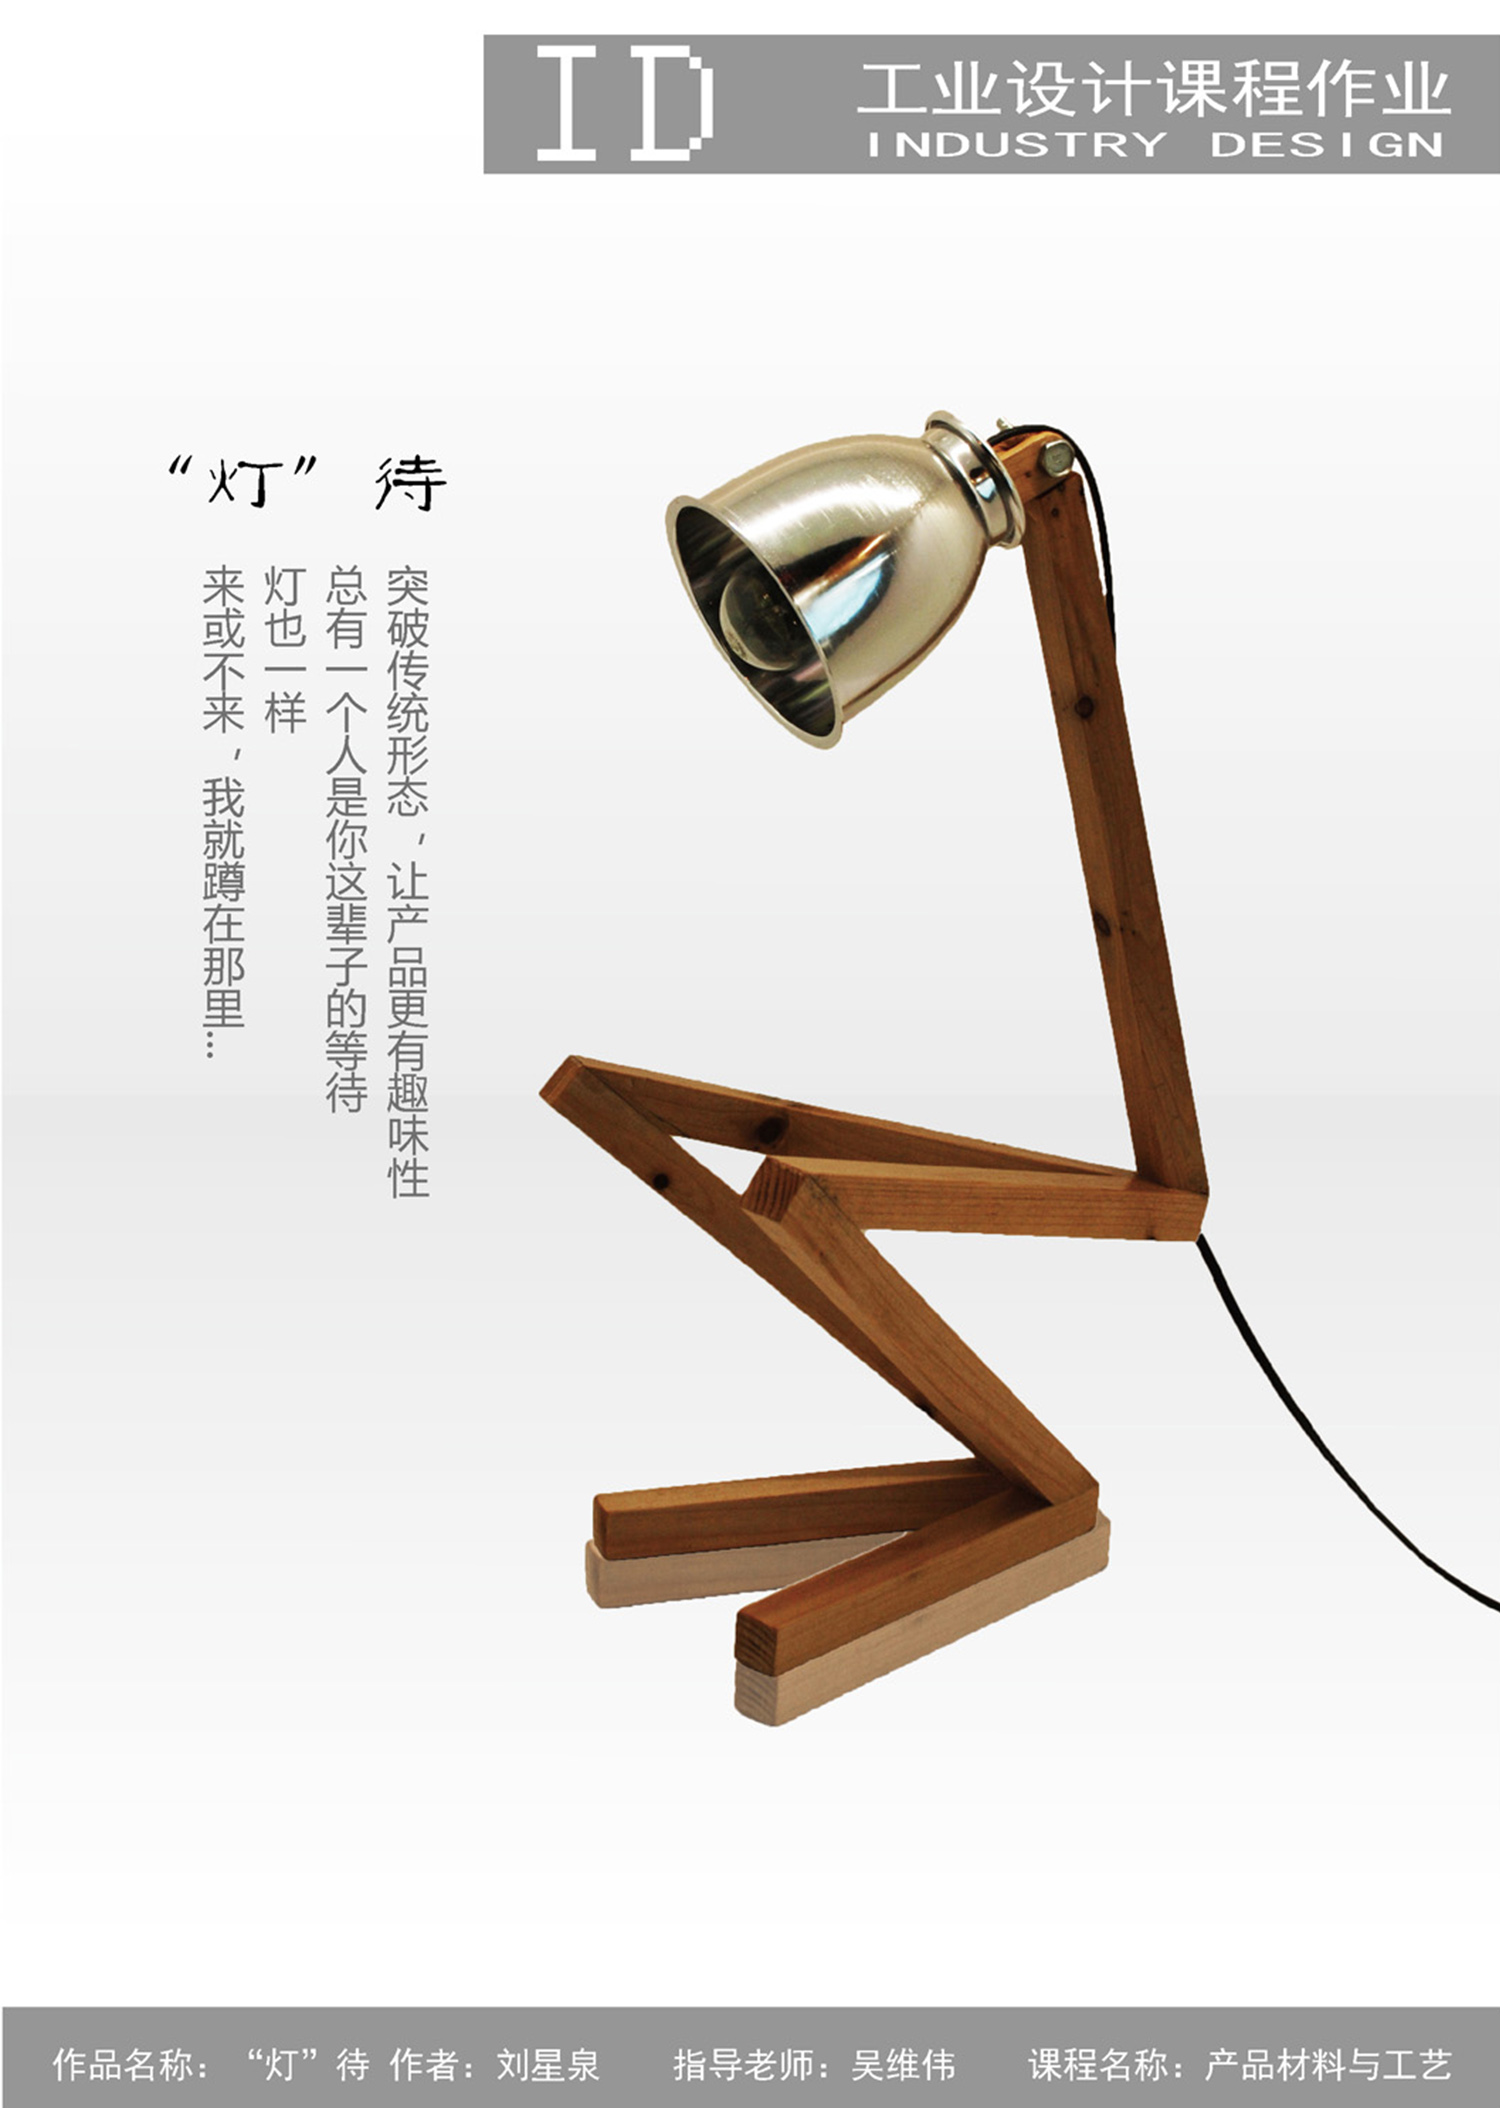 ID
工业设计课程作业
INDUSTRY DESIGN
“灯” 待
突破传统形态，让产品更有趣味性
总有一个人是你这辈子的等待
灯也一样
来或不来，我就蹲在那里…
作品名称：“灯”待 作者：刘星泉 指导老师：吴维伟 课程名称：产品材料与工艺